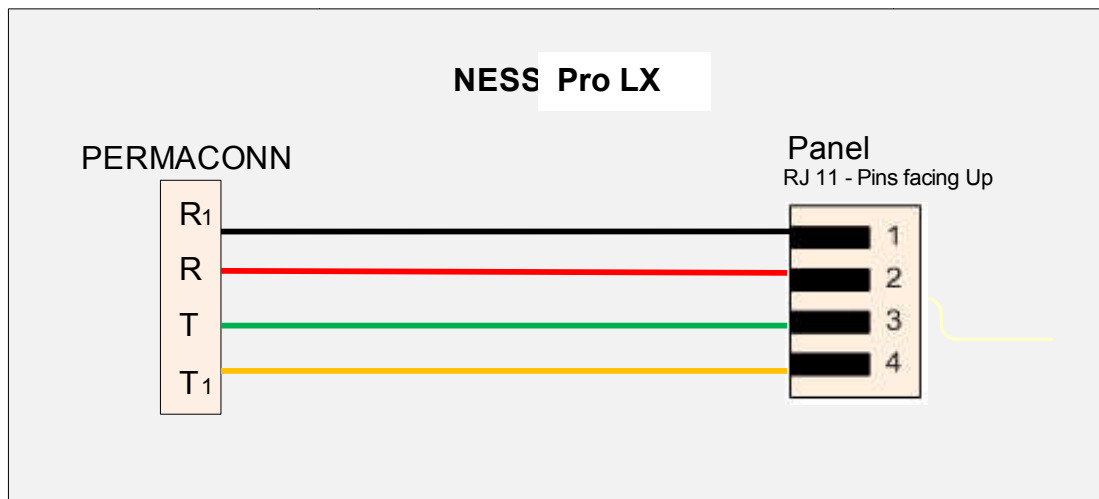 NESS Pro LX
PERMACONN
Panel
RJ 11 - Pins facing Up
R1
R
T
T1
1
2
3
4